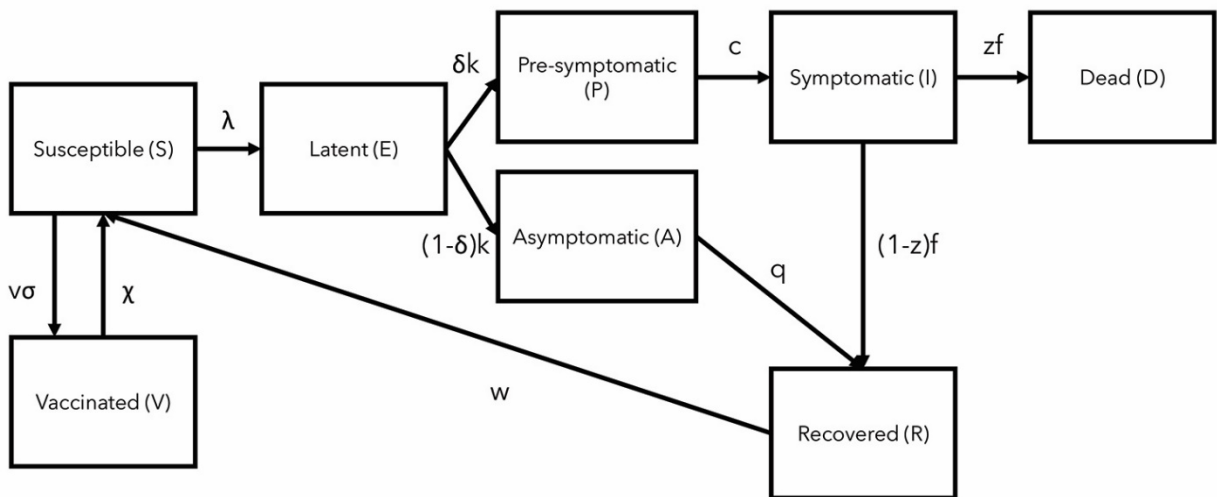 zf
δk
c
Pre-symptomatic
(P)
Symptomatic (I)
Dead (D)
λ
Susceptible (S)
Latent (E)
(1-δ)k
Asymptomatic (A)
(1-z)f
q
vσ
χ
w
Vaccinated (V)
Recovered (R)